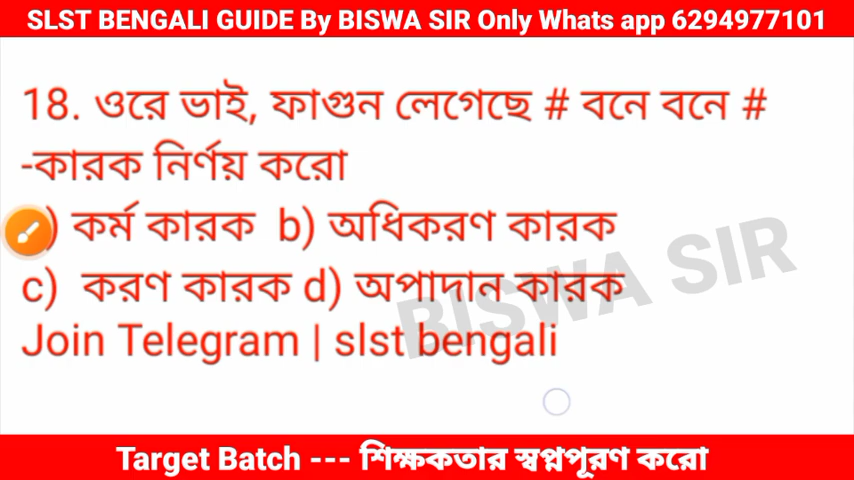 SLST BENGALI GUIDE By BISWA SIR Only Whats app 6294977101
18. ওরে ভাই, ফাগুন লেগেছে # বনে বনে #
-কারক নির্ণয় করো
) কর্ম কারক b) অধিকরণ কারক
c) করণ কারক d) অপাদান কারক
BISWA SIR
Join Telegram | slst bengali
Target Batch --- শিক্ষকতার স্বপ্নপূরণ করো